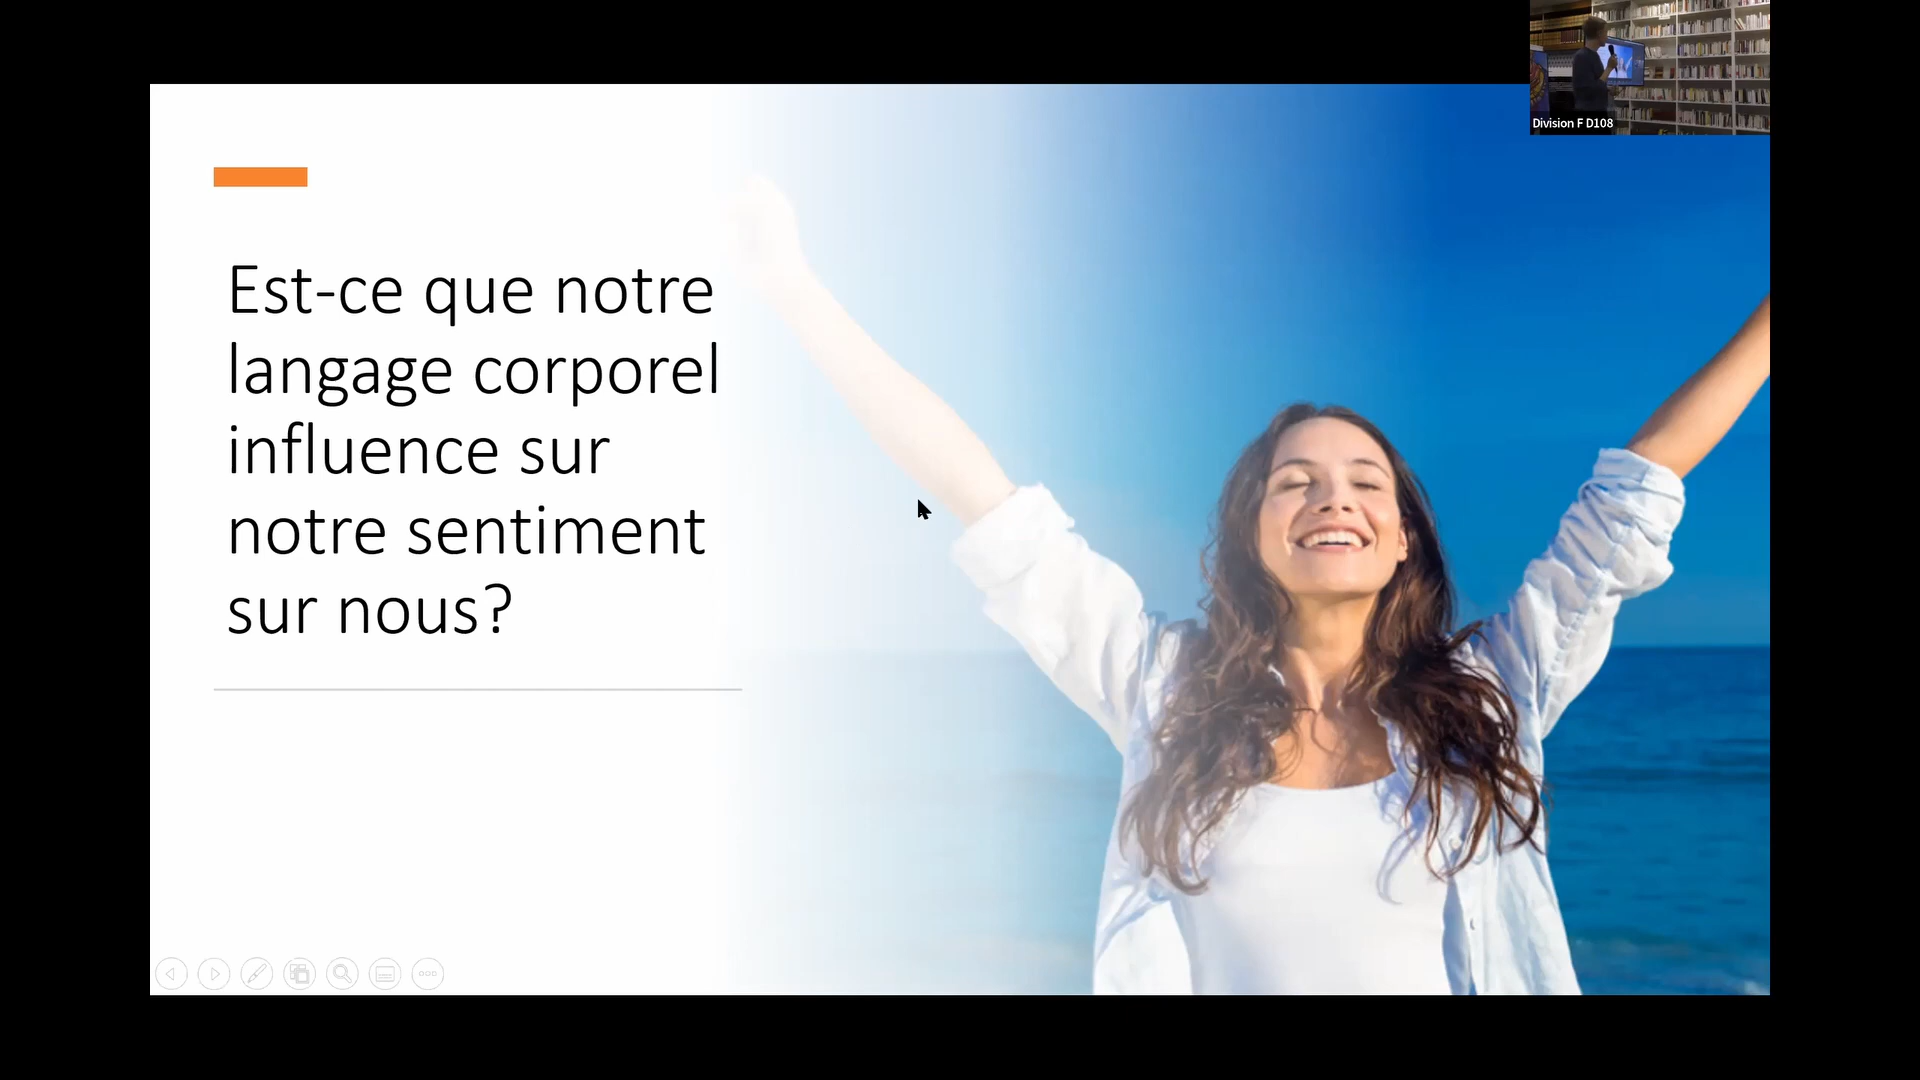 Division F D108
Est-ce que notre
langage corporel
influence sur
notre sentiment
sur nous?